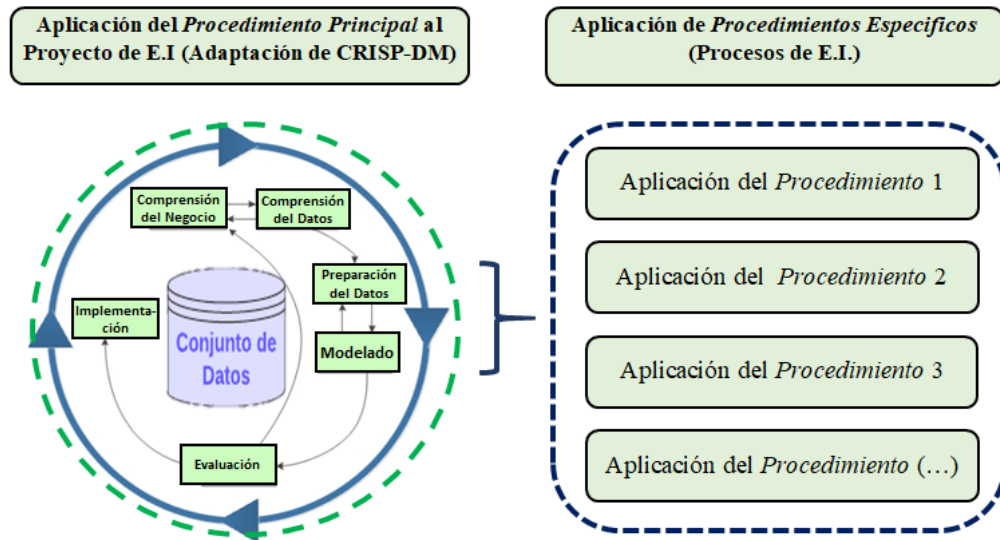 Aplicación del Procedimiento Principal al
Proyecto de E.I (Adaptación de CRISP-DM)
Aplicación de Procedimientos Especificos
(Procesos de E.I.)
Comprensión
del Negocio
Comprensión
del Datos
Preparación
del Datos
Implementa-
ción
Conjunto de
Datos
Modelado
Evaluación
Aplicación del Procedimiento 1
Aplicación del Procedimiento 2
Aplicación del Procedimiento 3
Aplicación del Procedimiento (...)